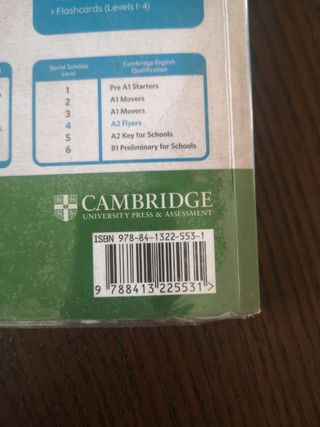 > Flashcards (Levels 1-4)
Social Science Level
Cambridge English Qualification
1 Pre A1 Starters
2 A1 Movers
3 A1 Movers
4 A2 Flyers
5 A2 Key for Schools
6 B1 Preliminary for Schools
CAMBRIDGE
UNIVERSITY PRESS & ASSESSMENT
ISBN 978-84-1322-553-1
9 788413 225531 >